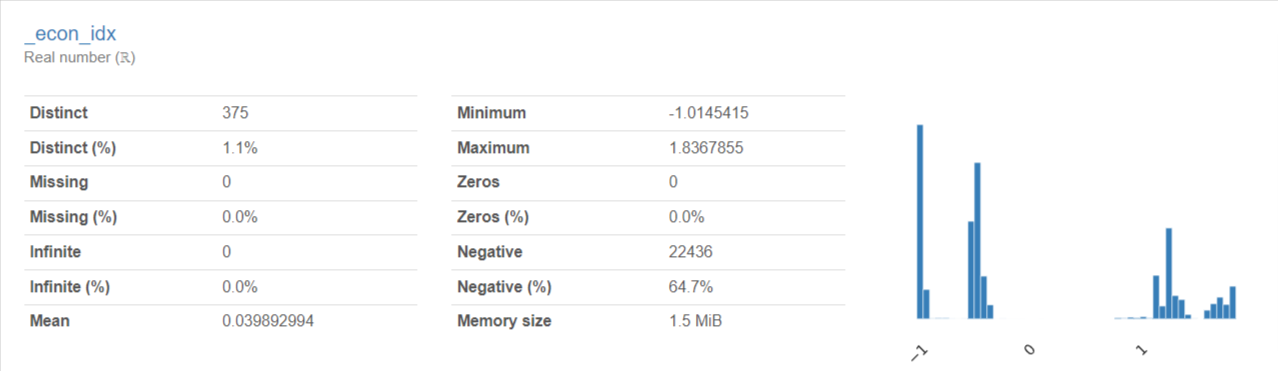 _econ_idx
Real number (ℝ)
Distinct 375
Distinct (%) 1.1%
Missing 0
Missing (%) 0.0%
Infinite 0
Infinite (%) 0.0%
Mean 0.039892994
Minimum -1.0145415
Maximum 1.8367855
Zeros 0
Zeros (%) 0.0%
Negative 22436
Negative (%) 64.7%
Memory size 1.5 MiB
−1 0 1